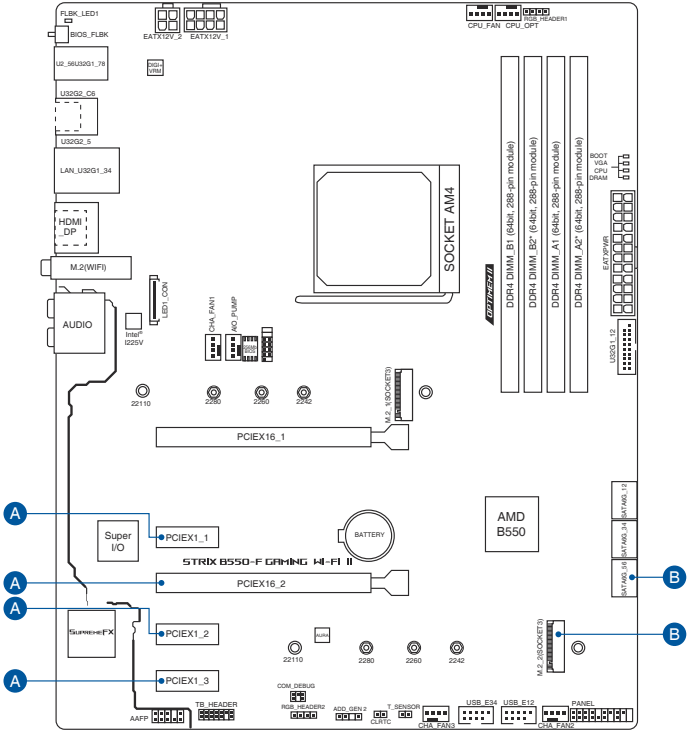 FLBK_LED1
BIOS_FLBK
EATX12V_2
EATX12V_1
CPU_FAN
CPU_OPT
RGB_HEADER1
U2_56U32G1_78
DIGI+
VRM
U32G2_C6
U32G2_5
LAN_U32G1_34
HDMI
_DP
M.2(WIFI)
AUDIO
LED1_CON
Intel®
I225V
CHA_FAN1
AIO_PUMP
BIOS
SOCKET AM4
OPTIMEM II
DDR4 DIMM_B1 (64bit, 288-pin module)
DDR4 DIMM_B2* (64bit, 288-pin module)
DDR4 DIMM_A1 (64bit, 288-pin module)
DDR4 DIMM_A2* (64bit, 288-pin module)
BOOT
VGA
CPU
DRAM
EATXPWR
U32G1_12
22110
2280
2260
2242
M.2_1(SOCKET3)
PCIEX16_1
A
PCIEX1_1
Super
I/O
BATTERY
AMD
B550
SATA6G_12
SATA6G_34
SATA6G_56
B
STRIX B550-F GAMING WI-FI II
A
PCIEX16_2
A
PCIEX1_2
SUPREMEFX
AURA
22110
2280
2260
2242
M.2_2(SOCKET3)
B
A
PCIEX1_3
AAFP
TB_HEADER
COM_DEBUG
RGB_HEADER2
ADD_GEN 2
CLRTC
T_SENSOR
CHA_FAN3
USB_E34
USB_E12
CHA_FAN2
PANEL